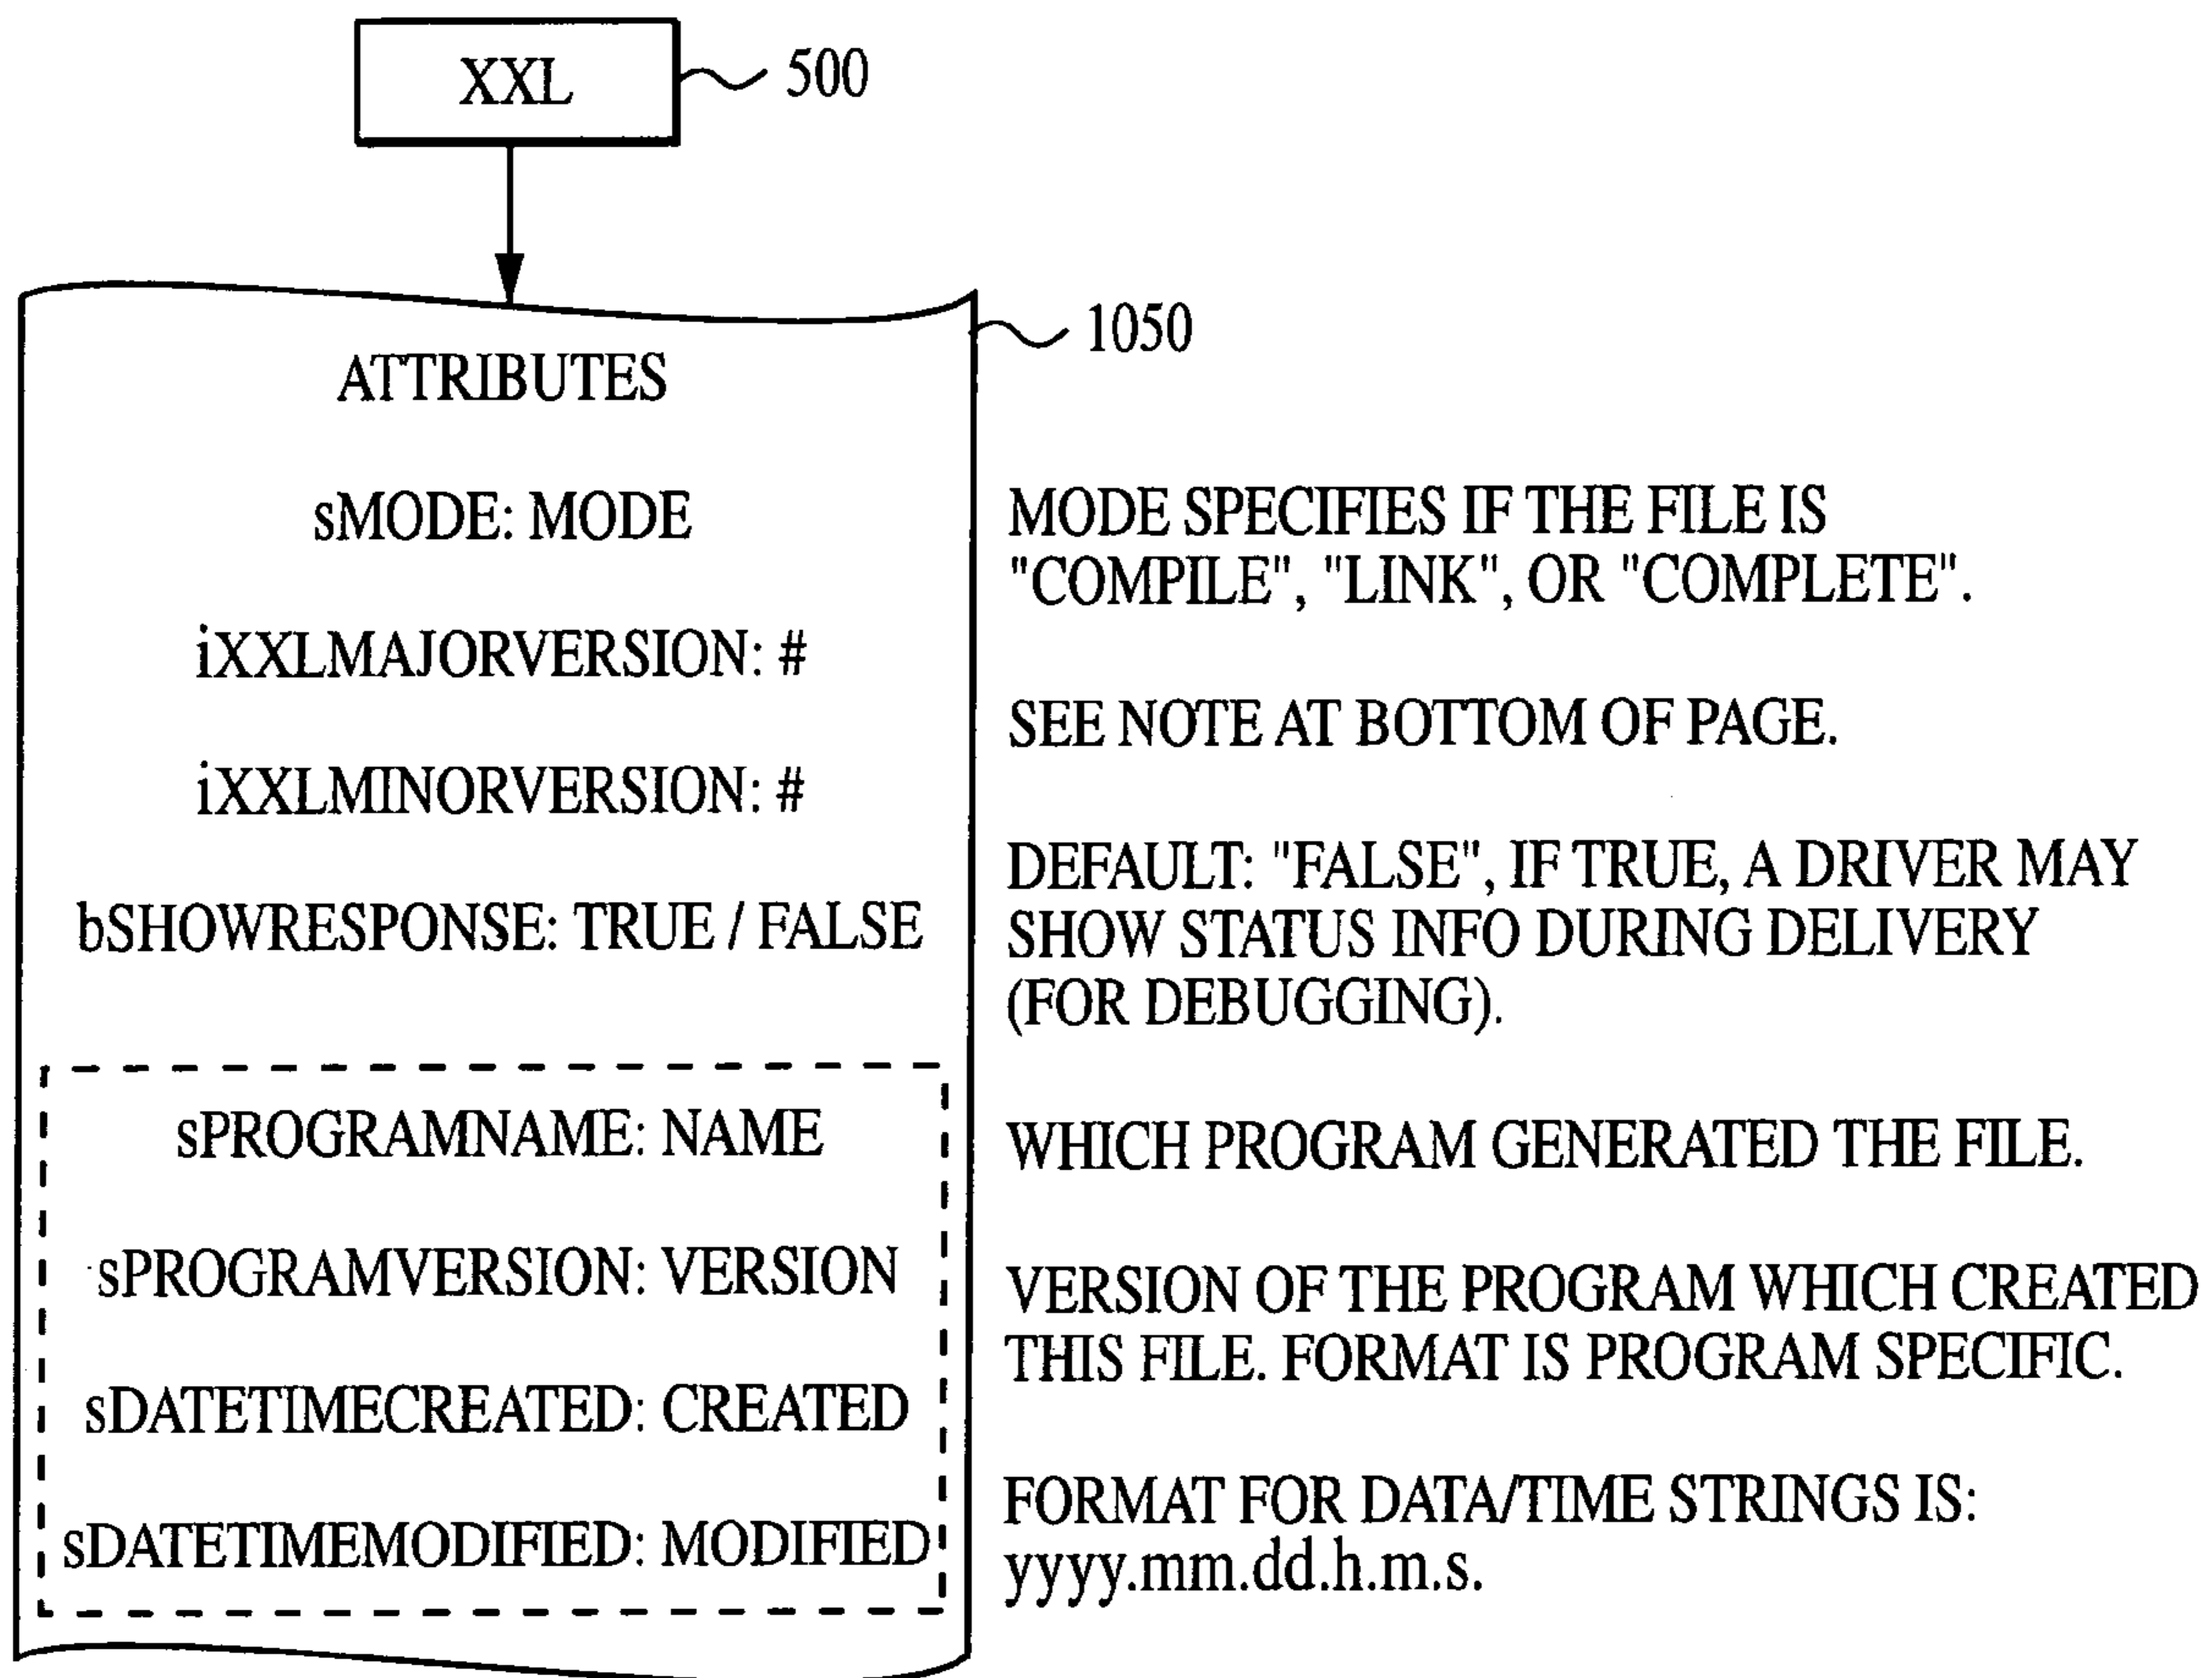 XXL
500
1050
ATTRIBUTES
sMODE: MODE
MODE SPECIFIES IF THE FILE IS
"COMPILE", "LINK", OR "COMPLETE".
iXXLMAJORVERSION: #
SEE NOTE AT BOTTOM OF PAGE.
iXXLMINORVERSION: #
bSHOWRESPONSE: TRUE / FALSE
DEFAULT: "FALSE", IF TRUE, A DRIVER MAY
SHOW STATUS INFO DURING DELIVERY
(FOR DEBUGGING).
sPROGRAMNAME: NAME
WHICH PROGRAM GENERATED THE FILE.
sPROGRAMVERSION: VERSION
VERSION OF THE PROGRAM WHICH CREATED
THIS FILE. FORMAT IS PROGRAM SPECIFIC.
sDATETIMECREATED: CREATED
sDATETIMEMODIFIED: MODIFIED
FORMAT FOR DATA/TIME STRINGS IS:
yyyy.mm.dd.h.m.s.